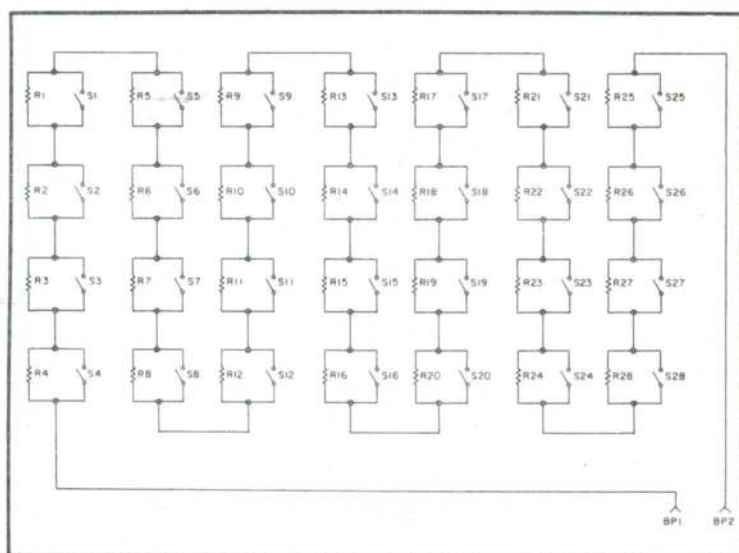 R1 S1 R5 S5 R9 S9 R13 S13 R17 S17 R21 S21 R25 S25
R2 S2 R6 S6 R10 S10 R14 S14 R18 S18 R22 S22 R26 S26
R3 S3 R7 S7 R11 S11 R15 S15 R19 S19 R23 S23 R27 S27
R4 S4 R8 S8 R12 S12 R16 S16 R20 S20 R24 S24 R28 S28
BP1 BP2